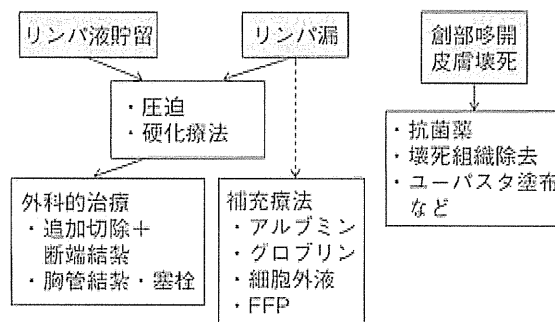 リンパ液貯留
リンパ漏
創部哆開
皮膚壊死
・圧迫
・硬化療法
・抗菌薬
・壊死組織除去
・ユーパスタ塗布
など
外科的治療
・追加切除+
断端結紮
・胸管結紮・塞栓
補充療法
・アルブミン
・グロブリン
・細胞外液
・FFP